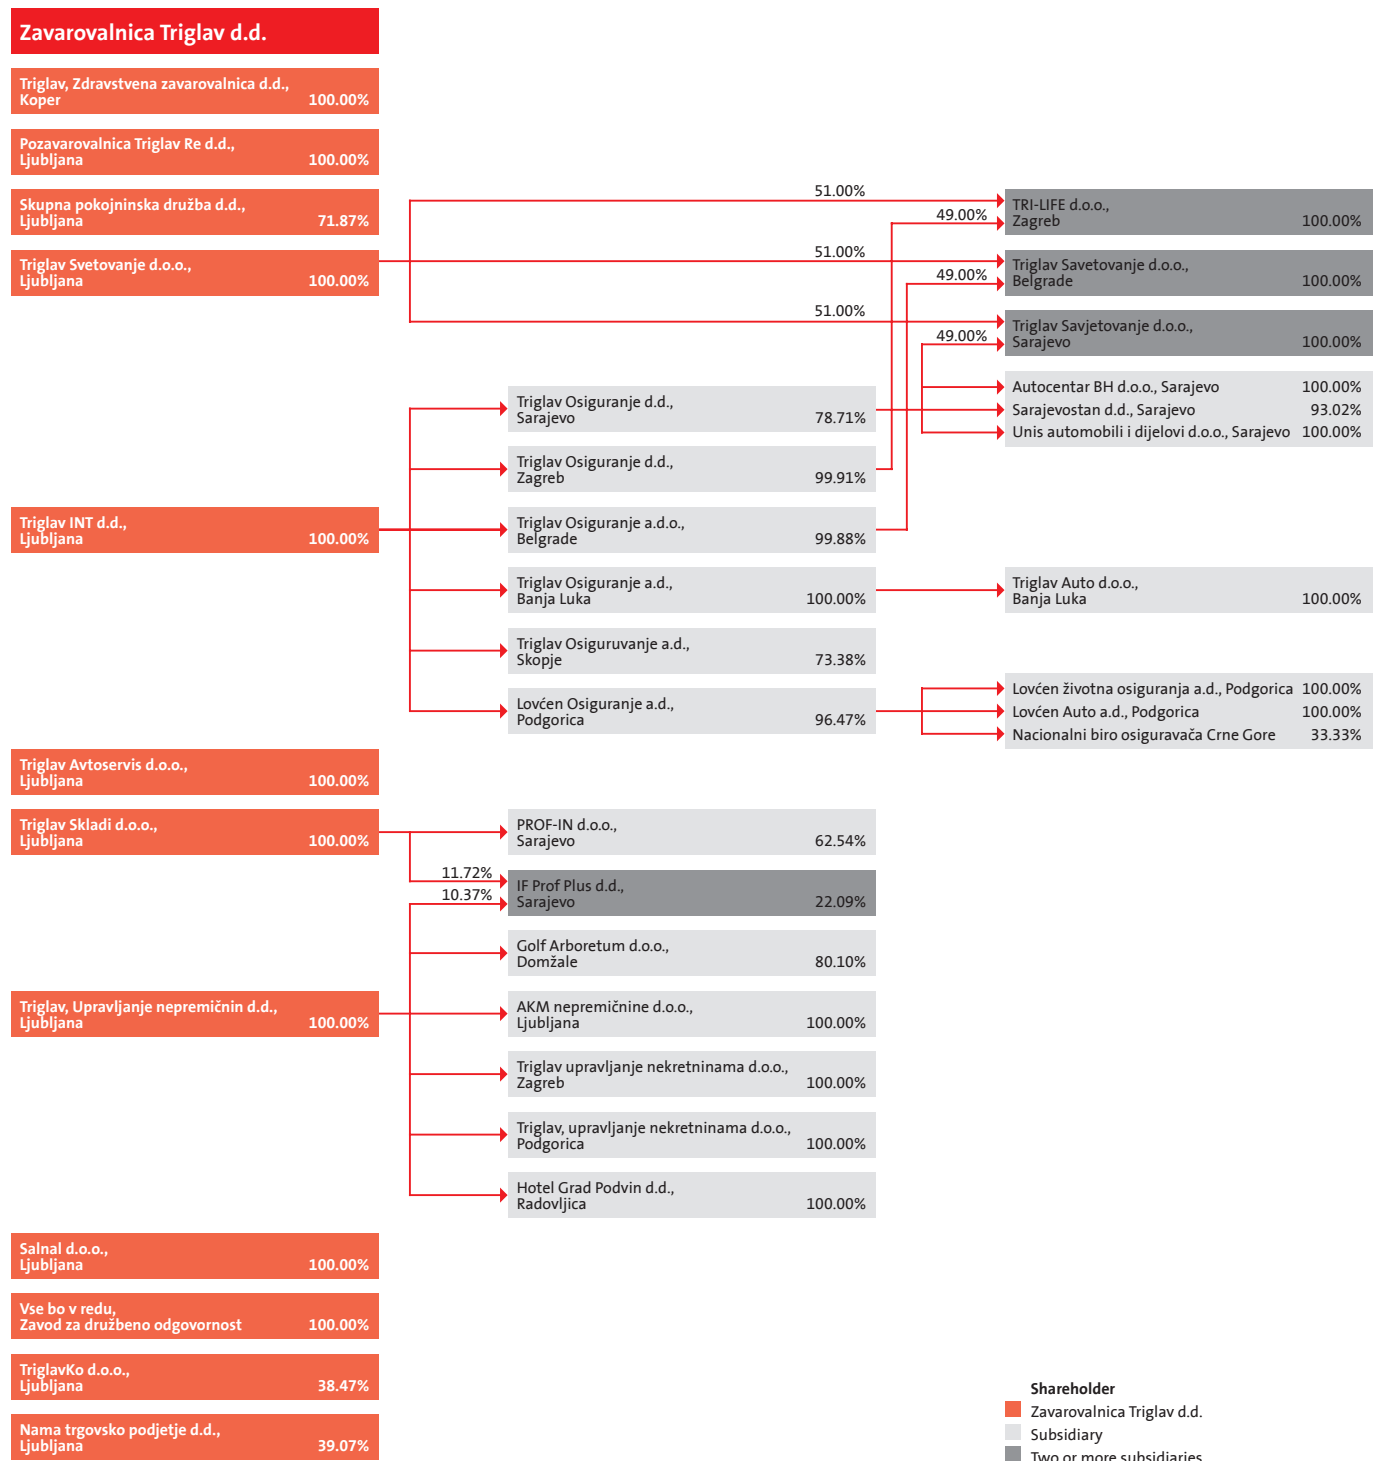 Zavarovalnica Triglav d.d.
Triglav, Zdravstvena zavarovalnica d.d.,
Koper 100.00%
Pozavarovalnica Triglav Re d.d.,
Ljubljana 100.00%
Skupna pokojninska družba d.d.,
Ljubljana 71.87%
Triglav Svetovanje d.o.o.,
Ljubljana 100.00%
51.00%
49.00%
TRI-LIFE d.o.o.,
Zagreb 100.00%
51.00%
49.00%
Triglav Savetovanje d.o.o.,
Belgrade 100.00%
51.00%
49.00%
Triglav Savjetovanje d.o.o.,
Sarajevo 100.00%
Autocentar BH d.o.o., Sarajevo 100.00%
Sarajevostan d.d., Sarajevo 93.02%
Unis automobili i dijelovi d.o.o., Sarajevo 100.00%
Triglav Osiguranje d.d.,
Sarajevo 78.71%
Triglav Osiguranje d.d.,
Zagreb 99.91%
Triglav INT d.d.,
Ljubljana 100.00%
Triglav Osiguranje a.d.o.,
Belgrade 99.88%
Triglav Osiguranje a.d.,
Banja Luka 100.00%
Triglav Auto d.o.o.,
Banja Luka 100.00%
Triglav Osiguruvanje a.d.,
Skopje 73.38%
Lovćen Osiguranje a.d.,
Podgorica 96.47%
Lovćen životna osiguranja a.d., Podgorica 100.00%
Lovćen Auto a.d., Podgorica 100.00%
Nacionalni biro osiguravača Crne Gore 33.33%
Triglav Avtoservis d.o.o.,
Ljubljana 100.00%
Triglav Skladi d.o.o.,
Ljubljana 100.00%
PROF-IN d.o.o.,
Sarajevo 62.54%
11.72%
10.37%
IF Prof Plus d.d.,
Sarajevo 22.09%
Golf Arboretum d.o.o.,
Domžale 80.10%
Triglav, Upravljanje nepremičnin d.d.,
Ljubljana 100.00%
AKM nepremičnine d.o.o.,
Ljubljana 100.00%
Triglav upravljanje nekretninama d.o.o.,
Zagreb 100.00%
Triglav, upravljanje nekretninama d.o.o.,
Podgorica 100.00%
Hotel Grad Podvin d.d.,
Radovljica 100.00%
Salnal d.o.o.,
Ljubljana 100.00%
Vse bo v redu,
Zavod za družbeno odgovornost 100.00%
TriglavKo d.o.o.,
Ljubljana 38.47%
Nama trgovsko podjetje d.d.,
Ljubljana 39.07%
Shareholder
Zavarovalnica Triglav d.d.
Subsidiary
Two or more subsidiaries